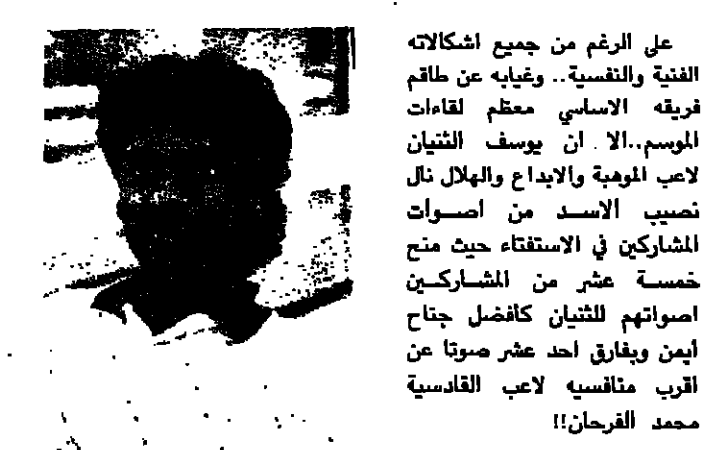 على الرغم من جميع اشكالاته
الفنية والنفسية.. وغيابه عن طاقم
فريقه الاساسي معظم لقاءات
الموسم..الا ان يوسف الثنيان
لاعب الموهبة والابداع والهلال نال
نصيب الاسد من اصوات
المشاركين في الاستفتاء حيث منح
خمسة عشر من المشاركين
اصواتهم للثنيان كأفضل جناح
أيمن وبفارق احد عشر صوتا عن
اقرب منافسيه لاعب القادسية
محمد الفرحان!!